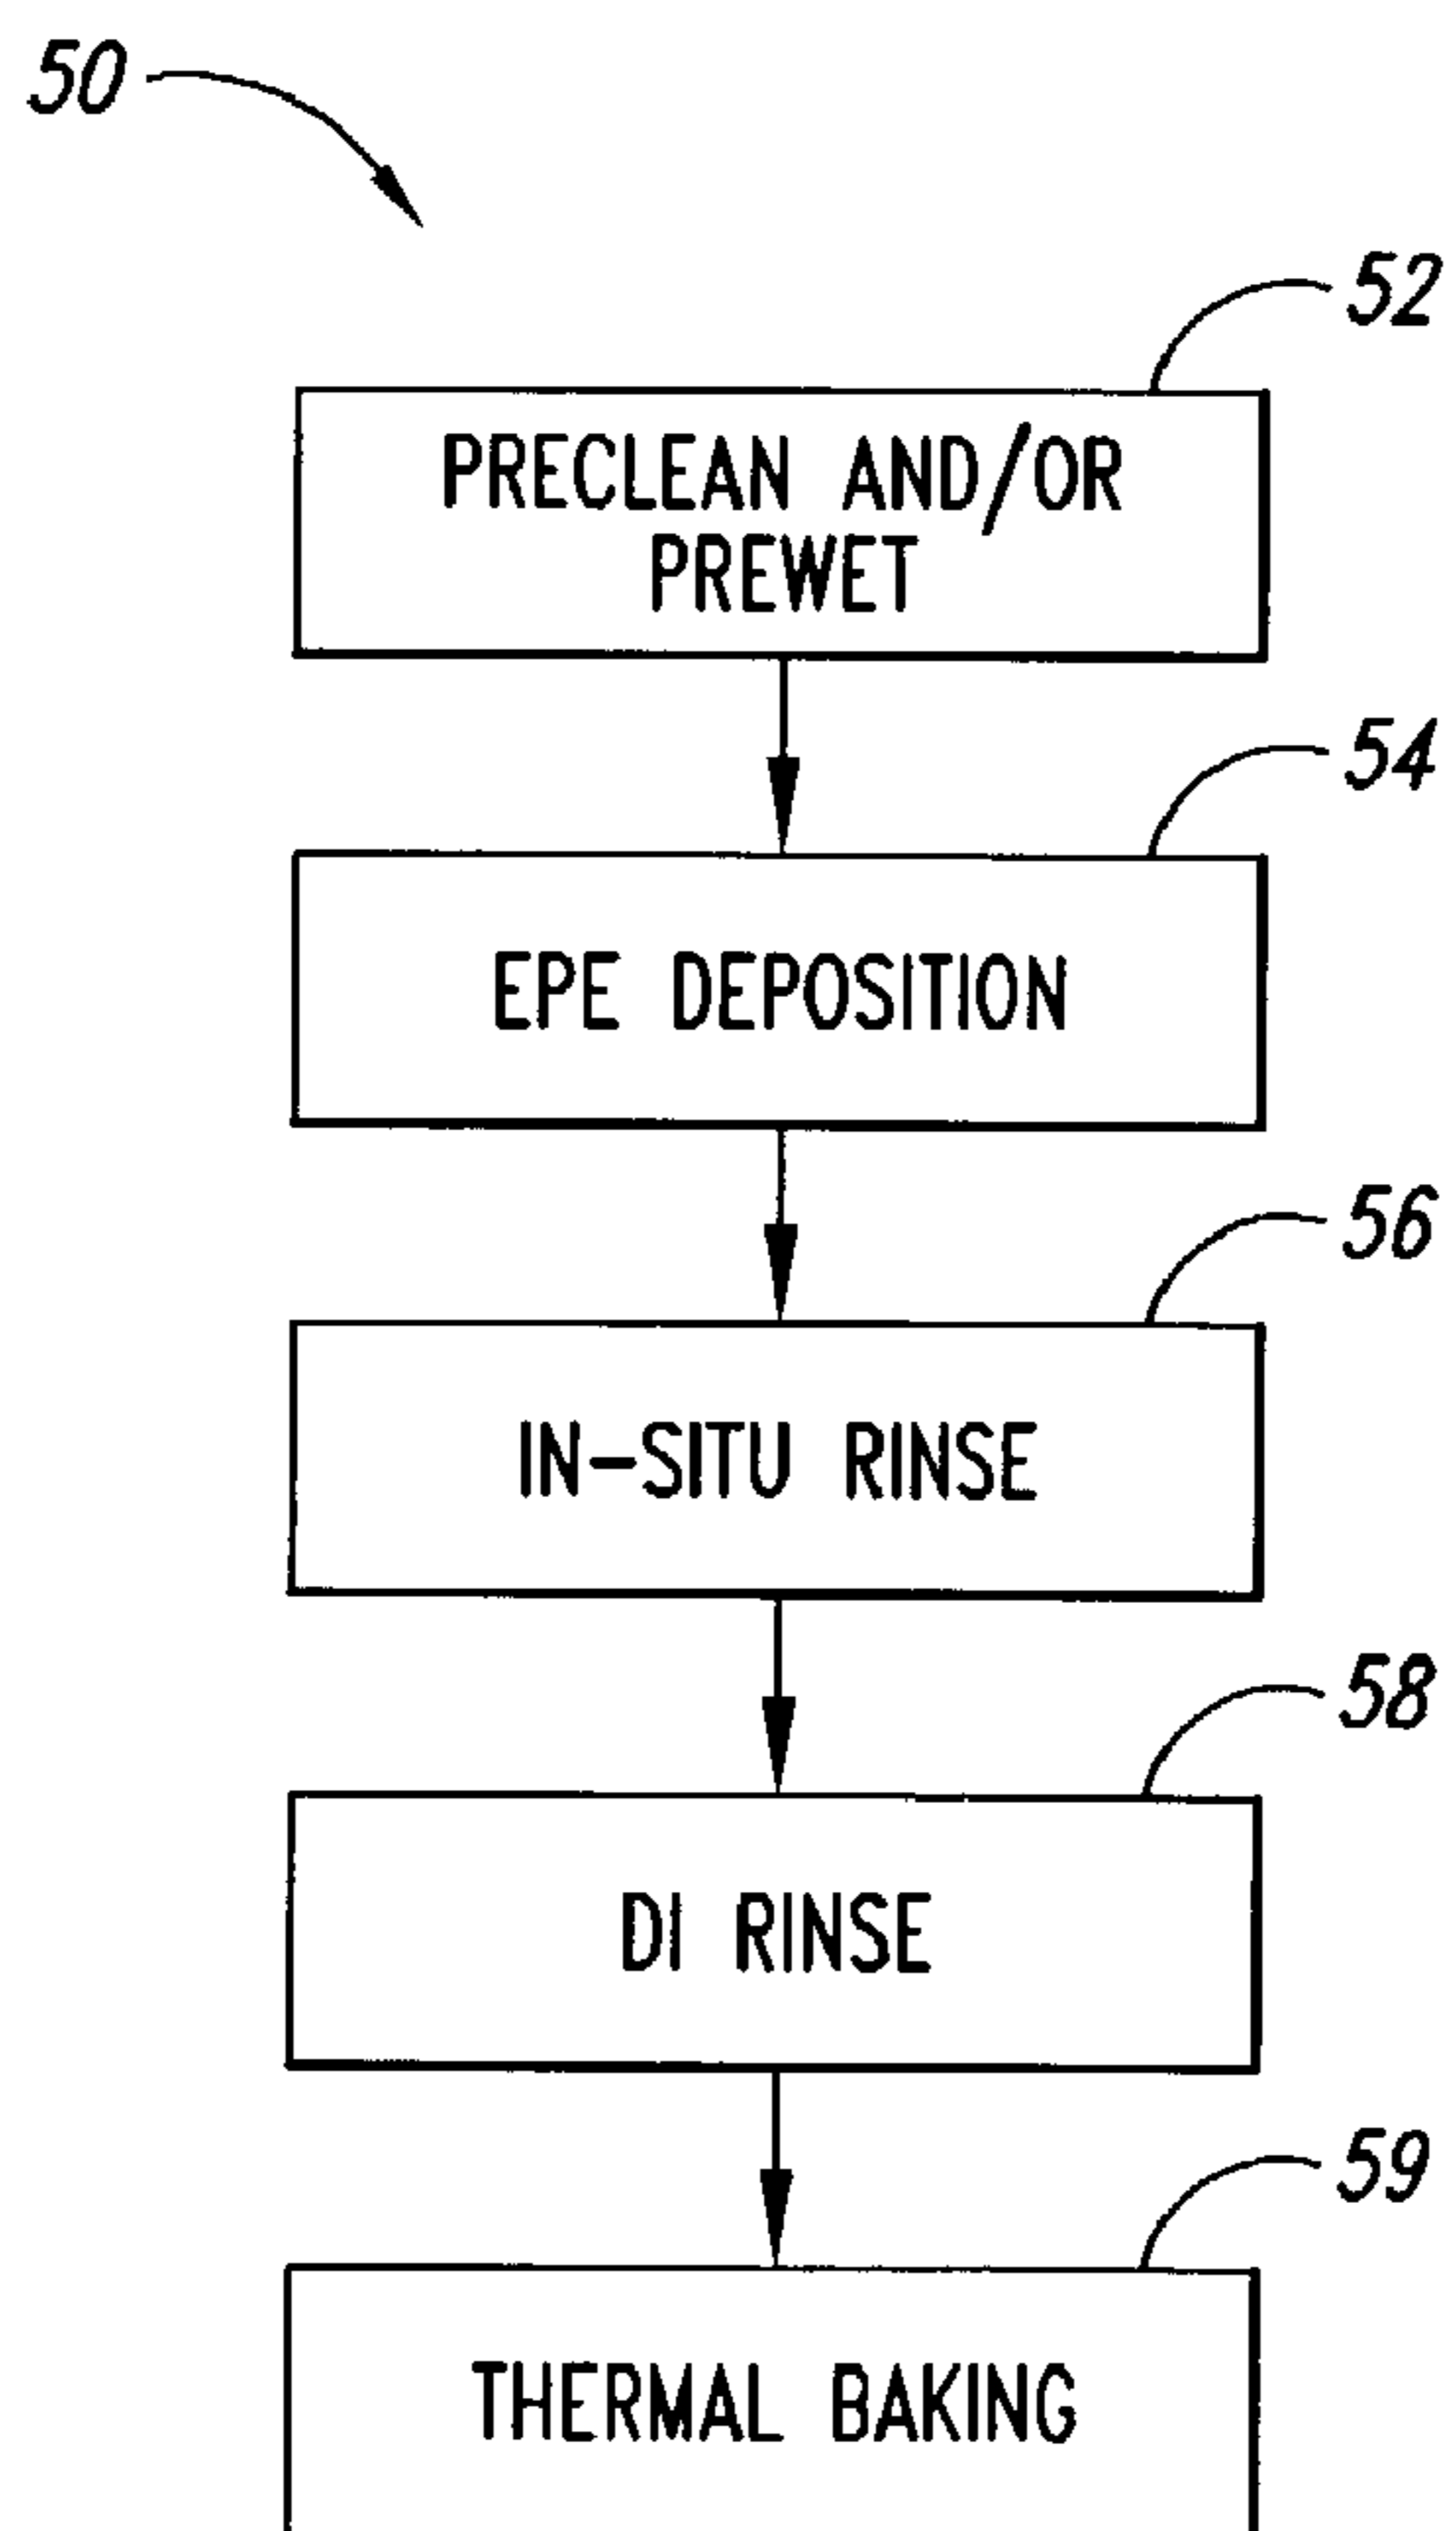 50
52
PRECLEAN AND/OR
PREWET
54
EPE DEPOSITION
56
IN-SITU RINSE
58
DI RINSE
59
THERMAL BAKING